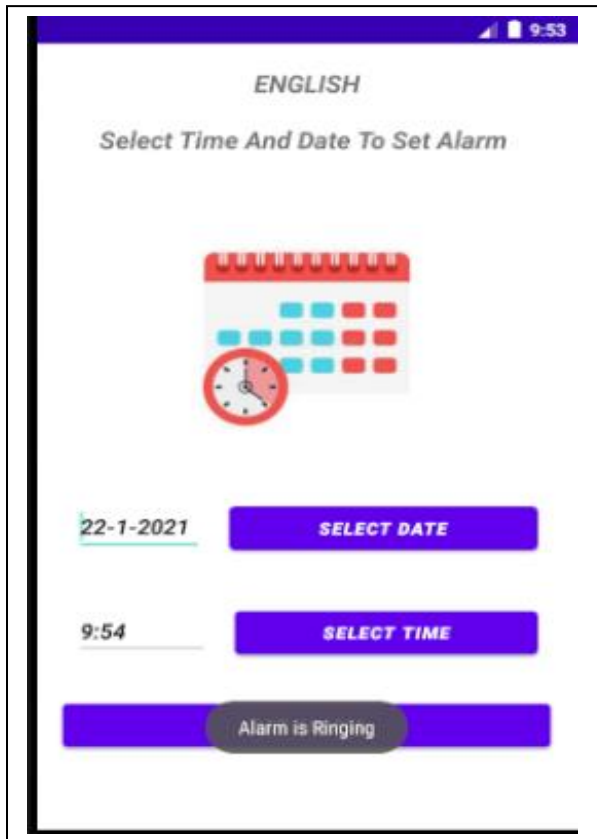 9:53
ENGLISH
Select Time And Date To Set Alarm
22-1-2021
SELECT DATE
9:54
SELECT TIME
Alarm is Ringing